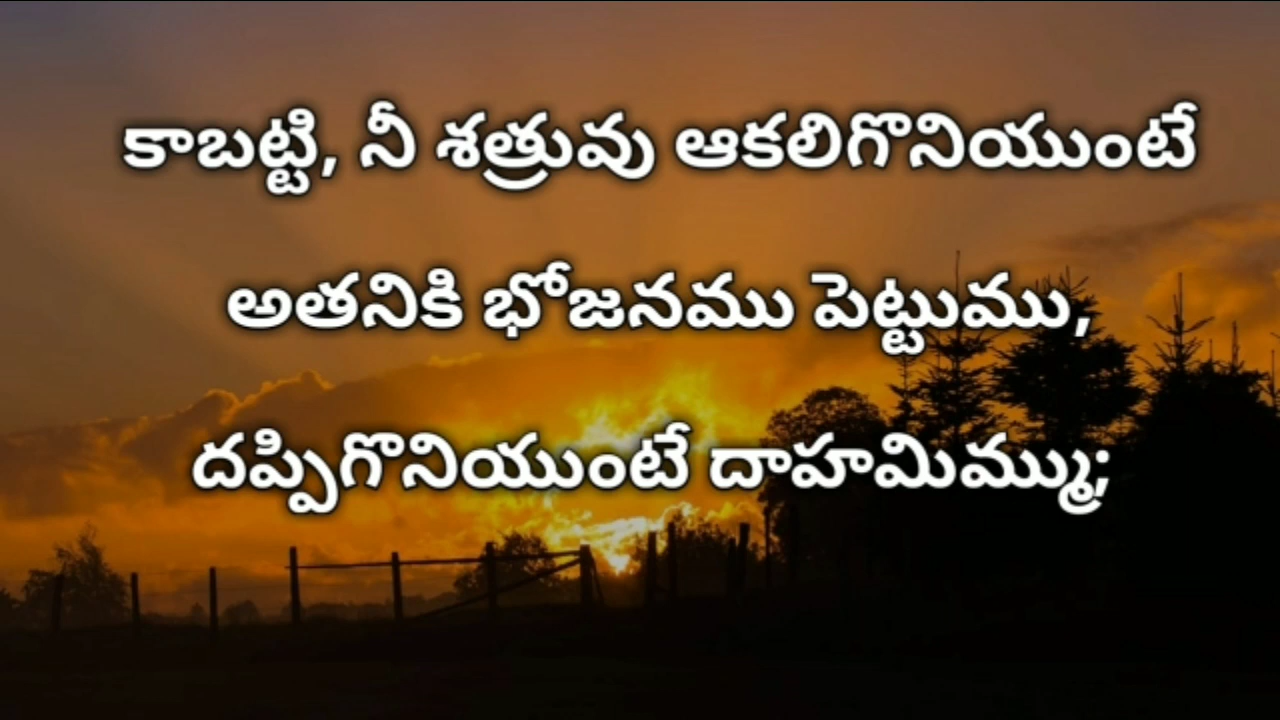 కాబట్టి, నీ శత్రువు ఆకలిగొనియుంటే
అతనికి భోజనము పెట్టుము,
దప్పిగొనియుంటే దాహమిమ్ము;